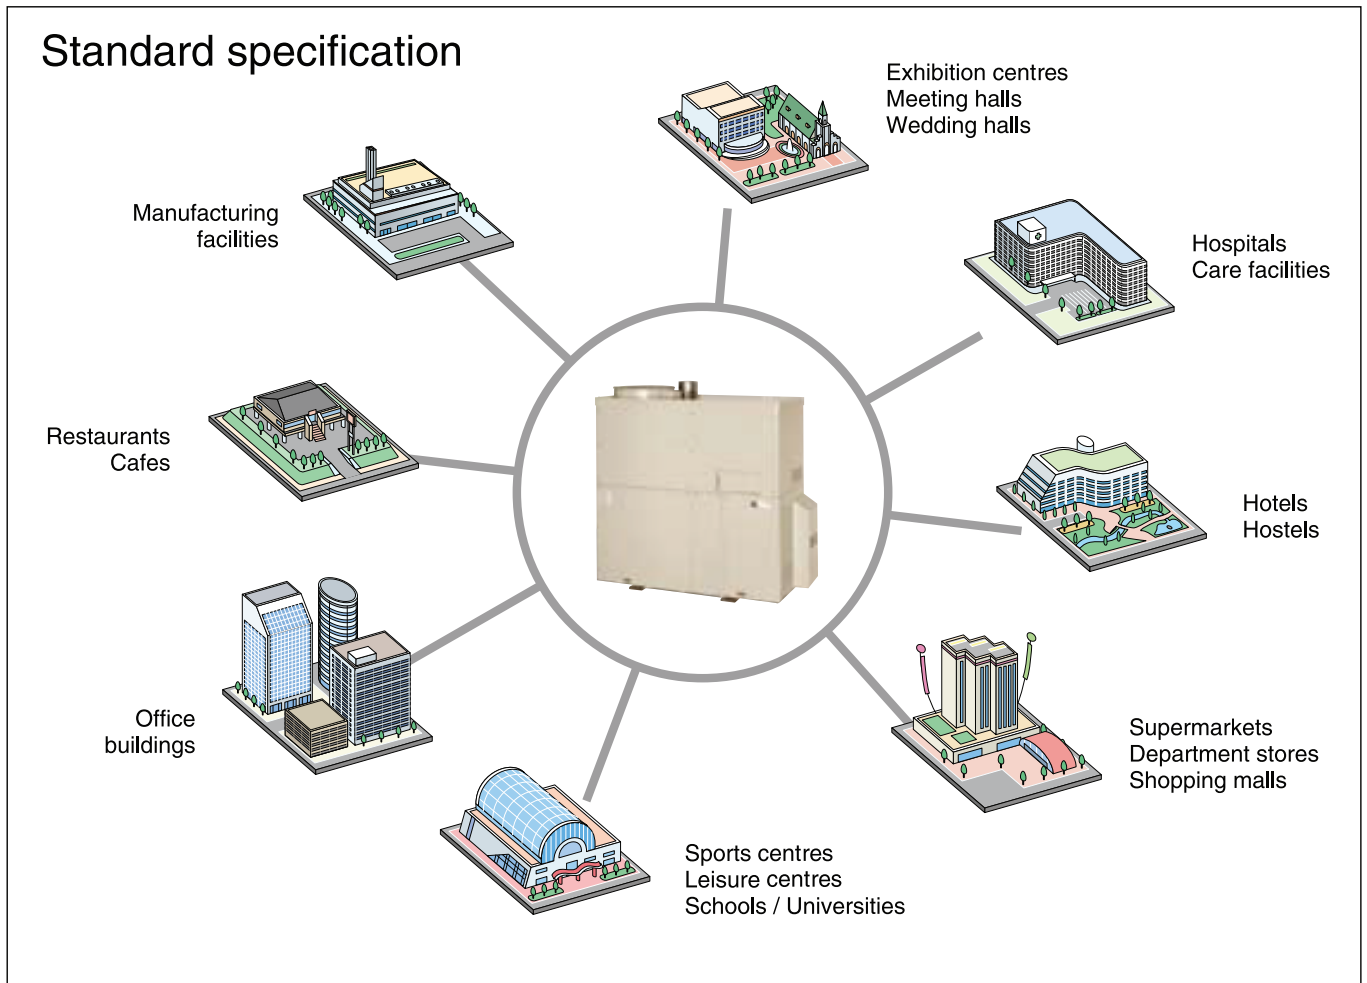 Standard specification
Exhibition centres
Meeting halls
Wedding halls
Manufacturing
facilities
Hospitals
Care facilities
Restaurants
Cafes
Hotels
Hostels
Office
buildings
Supermarkets
Department stores
Shopping malls
Sports centres
Leisure centres
Schools / Universities